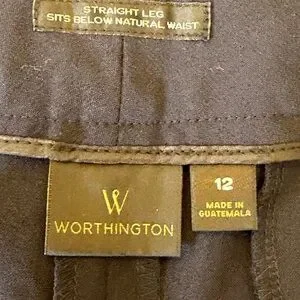 STRAIGHT LEG
SITS BELOW NATURAL WAIST
W
WORTHINGTON
12
MADE IN
GUATEMALA